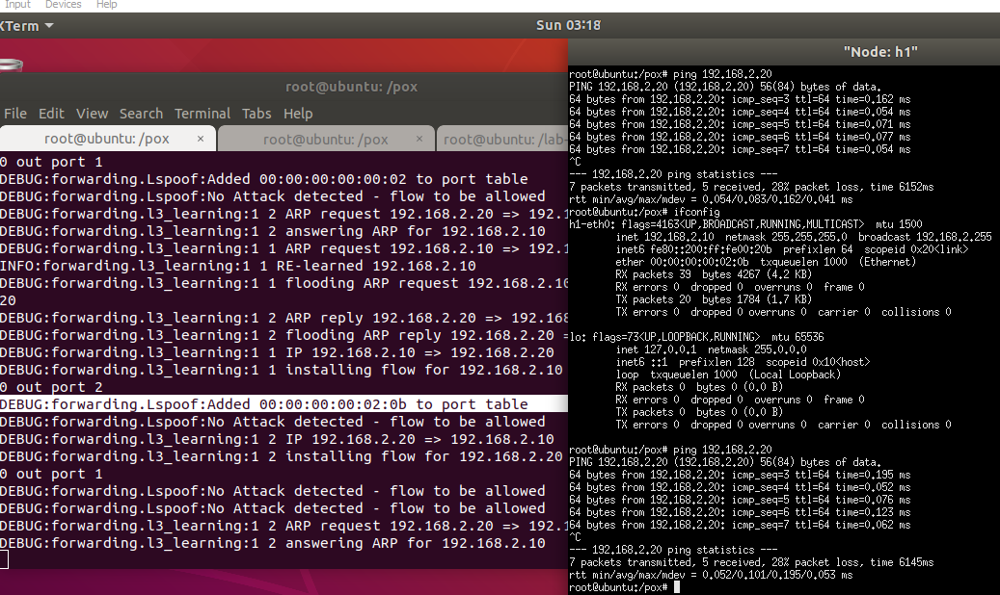 Input Devices Help
XTerm
Sun 03:18
"Node: h1"
root@ubuntu: /pox
File Edit View Search Terminal Tabs Help
root@ubuntu: /pox × root@ubuntu: /pox × root@ubuntu: /lab-
0 out port 1
DEBUG:forwarding.Lspoof:Added 00:00:00:00:00:02 to port table
DEBUG:forwarding.Lspoof:No Attack detected - flow to be allowed
DEBUG:forwarding.l3_learning:1 2 ARP request 192.168.2.20 => 192.1
DEBUG:forwarding.l3_learning:1 2 answering ARP for 192.168.2.10
DEBUG:forwarding.l3_learning:1 1 ARP request 192.168.2.10 => 192.1
INFO:forwarding.l3_learning:1 1 RE-learned 192.168.2.10
DEBUG:forwarding.l3_learning:1 1 flooding ARP request 192.168.2.10
20
DEBUG:forwarding.l3_learning:1 2 ARP reply 192.168.2.20 => 192.168
DEBUG:forwarding.l3_learning:1 2 flooding ARP reply 192.168.2.20 =
DEBUG:forwarding.l3_learning:1 1 IP 192.168.2.10 => 192.168.2.20
DEBUG:forwarding.l3_learning:1 1 installing flow for 192.168.2.10
0 out port 2
DEBUG:forwarding.Lspoof:Added 00:00:00:00:02:0b to port table
DEBUG:forwarding.Lspoof:No Attack detected - flow to be allowed
DEBUG:forwarding.l3_learning:1 2 IP 192.168.2.20 => 192.168.2.10
DEBUG:forwarding.l3_learning:1 2 installing flow for 192.168.2.20
0 out port 1
DEBUG:forwarding.Lspoof:No Attack detected - flow to be allowed
DEBUG:forwarding.Lspoof:No Attack detected - flow to be allowed
DEBUG:forwarding.l3_learning:1 2 ARP request 192.168.2.20 => 192.1
DEBUG:forwarding.l3_learning:1 2 answering ARP for 192.168.2.10
root@ubuntu:/pox# ping 192.168.2.20
PING 192.168.2.20 (192.168.2.20) 56(84) bytes of data.
64 bytes from 192.168.2.20: icmp_seq=3 ttl=64 time=0.162 ms
64 bytes from 192.168.2.20: icmp_seq=4 ttl=64 time=0.054 ms
64 bytes from 192.168.2.20: icmp_seq=5 ttl=64 time=0.071 ms
64 bytes from 192.168.2.20: icmp_seq=6 ttl=64 time=0.077 ms
64 bytes from 192.168.2.20: icmp_seq=7 ttl=64 time=0.054 ms
^C
--- 192.168.2.20 ping statistics ---
7 packets transmitted, 5 received, 28% packet loss, time 6152ms
rtt min/avg/max/mdev = 0.054/0.083/0.162/0.041 ms
root@ubuntu:/pox# ifconfig
h1-eth0: flags=4163<UP,BROADCAST,RUNNING,MULTICAST> mtu 1500
inet 192.168.2.10 netmask 255.255.255.0 broadcast 192.168.2.255
inet6 fe80::200:ff:fe00:20b prefixlen 64 scopeid 0x20<link>
ether 00:00:00:00:02:0b txqueuelen 1000 (Ethernet)
RX packets 39 bytes 4267 (4.2 KB)
RX errors 0 dropped 0 overruns 0 frame 0
TX packets 20 bytes 1784 (1.7 KB)
TX errors 0 dropped 0 overruns 0 carrier 0 collisions 0
lo: flags=73<UP,LOOPBACK,RUNNING> mtu 65536
inet 127.0.0.1 netmask 255.0.0.0
inet6 ::1 prefixlen 128 scopeid 0x10<host>
loop txqueuelen 1000 (Local Loopback)
RX packets 0 bytes 0 (0.0 B)
RX errors 0 dropped 0 overruns 0 frame 0
TX packets 0 bytes 0 (0.0 B)
TX errors 0 dropped 0 overruns 0 carrier 0 collisions 0
root@ubuntu:/pox# ping 192.168.2.20
PING 192.168.2.20 (192.168.2.20) 56(84) bytes of data.
64 bytes from 192.168.2.20: icmp_seq=3 ttl=64 time=0.195 ms
64 bytes from 192.168.2.20: icmp_seq=4 ttl=64 time=0.052 ms
64 bytes from 192.168.2.20: icmp_seq=5 ttl=64 time=0.076 ms
64 bytes from 192.168.2.20: icmp_seq=6 ttl=64 time=0.123 ms
64 bytes from 192.168.2.20: icmp_seq=7 ttl=64 time=0.062 ms
^C
--- 192.168.2.20 ping statistics ---
7 packets transmitted, 5 received, 28% packet loss, time 6145ms
rtt min/avg/max/mdev = 0.052/0.101/0.195/0.053 ms
root@ubuntu:/pox#